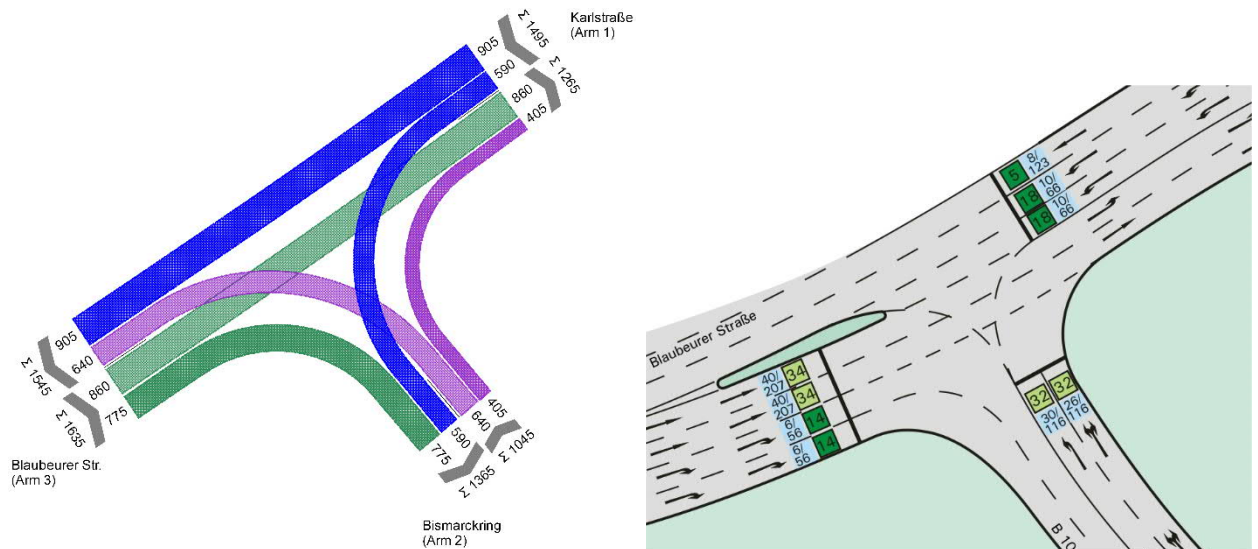 Karlstraße
(Arm 1)
Σ 1495
905
590
Σ 1265
860
405
905
640
Σ 1545
860
775
Σ 1635
Blaubeurer Str.
(Arm 3)
405
640
590
775
Σ 1045
Σ 1365
Bismarckring
(Arm 2)
5
8/
123
18
10/
66
18
10/
66
Blaubeurer Straße
40/
207
34
40/
207
34
6/
56
14
6/
56
14
32
32
30/
116
26/
116
B 10